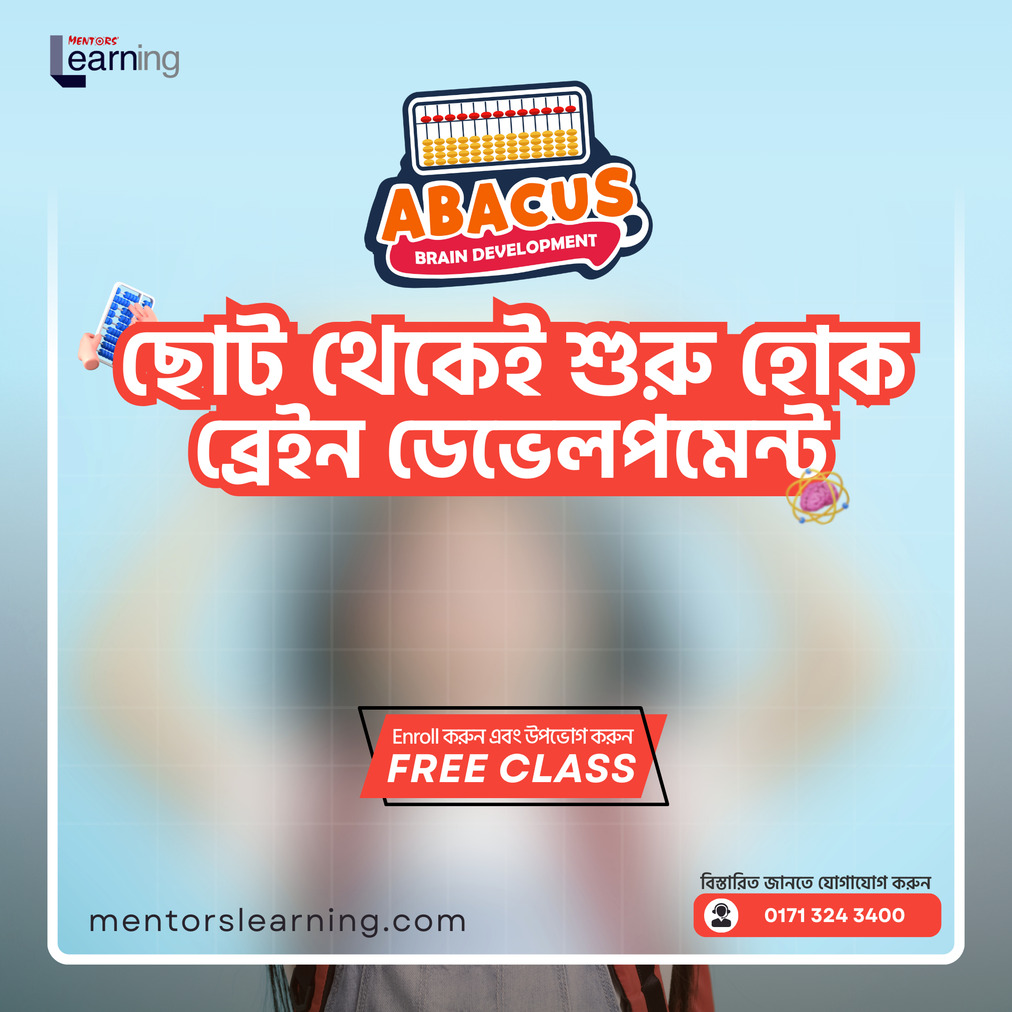 MENTORS'
Learning
ABACUS
BRAIN DEVELOPMENT
ছোট থেকেই শুরু হোক
ব্রেইন ডেভেলপমেন্ট
Enroll করুন এবং উপভোগ করুন
FREE CLASS
বিস্তারিত জানতে যোগাযোগ করুন
mentorslearning.com
0171 324 3400